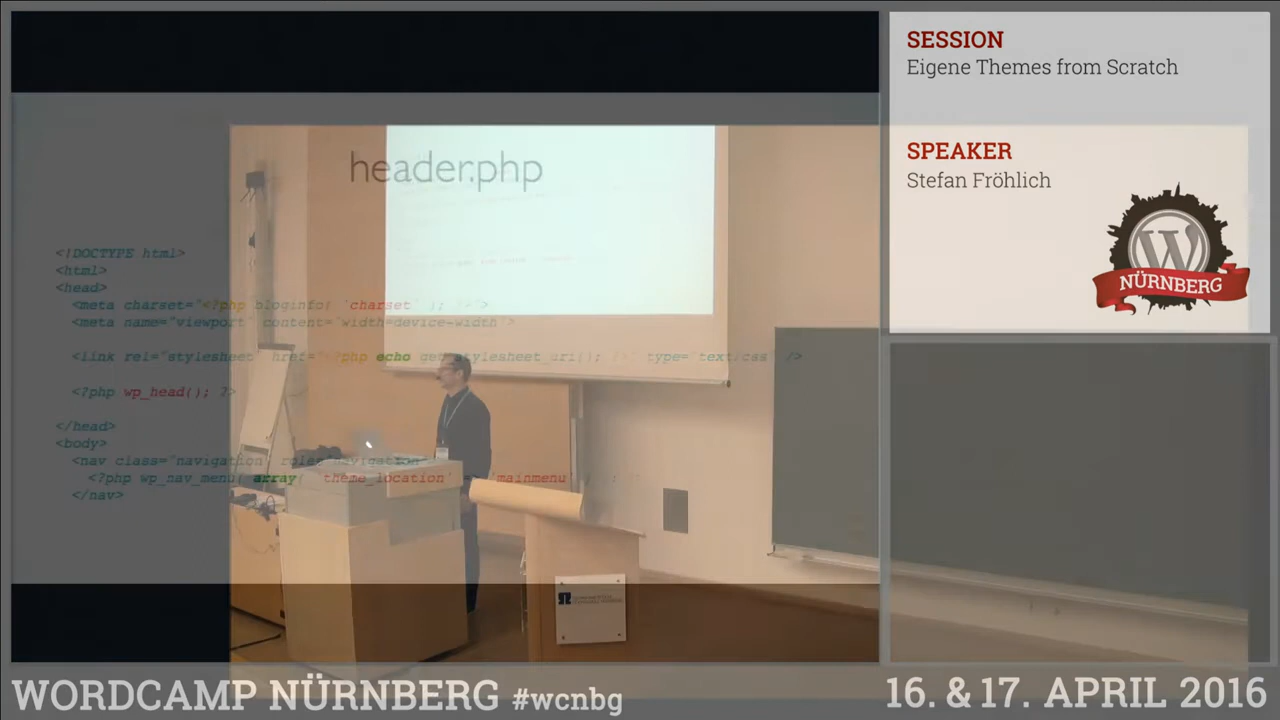 SESSION
Eigene Themes from Scratch
SPEAKER
Stefan Fröhlich
NÜRNBERG
header.php
<!DOCTYPE html>
<html>
<head>
<meta charset="<?php bloginfo( 'charset' ); ?>">
<meta name="viewport" content="width=device-width">
<link rel="stylesheet" href="<?php echo get_stylesheet_uri(); ?>" type="text/css" />
<?php wp_head(); ?>
</head>
<body>
<nav class="navigation" role="navigation"
<?php wp_nav_menu( array( 'theme_location' => 'mainmenu'
</nav>
WORDCAMP NÜRNBERG #wcnbg
16. & 17. APRIL 2016